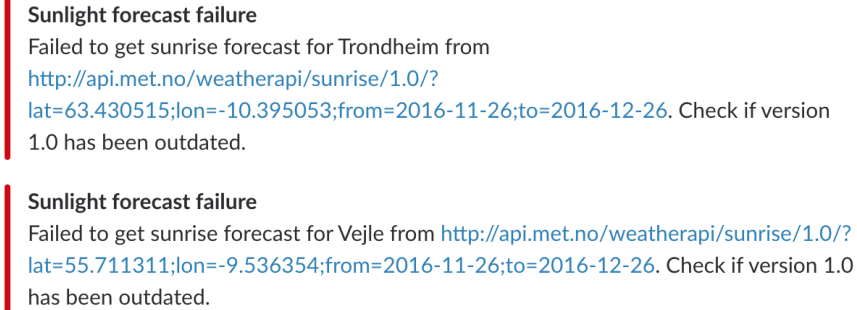 Sunlight forecast failure
Failed to get sunrise forecast for Trondheim from
http://api.met.no/weatherapi/sunrise/1.0/?
lat=63.430515;lon=-10.395053;from=2016-11-26;to=2016-12-26. Check if version
1.0 has been outdated.
Sunlight forecast failure
Failed to get sunrise forecast for Vejle from http://api.met.no/weatherapi/sunrise/1.0/?
lat=55.711311;lon=-9.536354;from=2016-11-26;to=2016-12-26. Check if version 1.0
has been outdated.